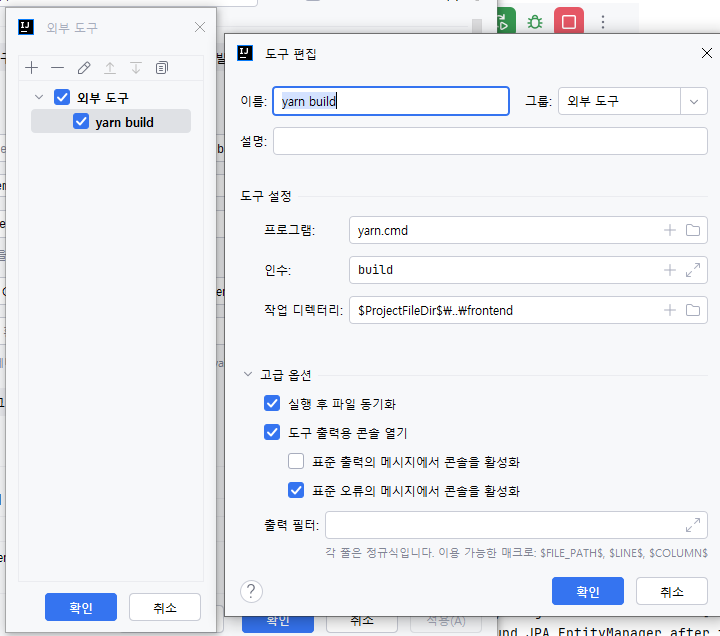 외부 도구
외부 도구
yarn build
확인
취소
도구 편집
이름: yarn build
그룹: 외부 도구
설명:
도구 설정
프로그램: yarn.cmd
인수: build
작업 디렉터리: $ProjectFileDir$₩..₩frontend
고급 옵션
실행 후 파일 동기화
도구 출력용 콘솔 열기
표준 출력의 메시지에서 콘솔을 활성화
표준 오류의 메시지에서 콘솔을 활성화
출력 필터:
각 줄은 정규식입니다. 이용 가능한 매크로: $FILE_PATH$, $LINE$, $COLUMN$
?
확인
취소
확인
취소
적용(A)
JPA EntityManager after